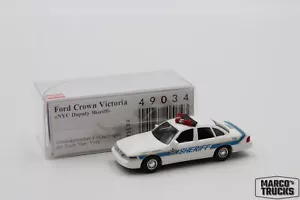 Ford Crown Victoria
»NYC Deputy Sheriff«
49034
SHERIFF
MARCO'S
TRUCKS